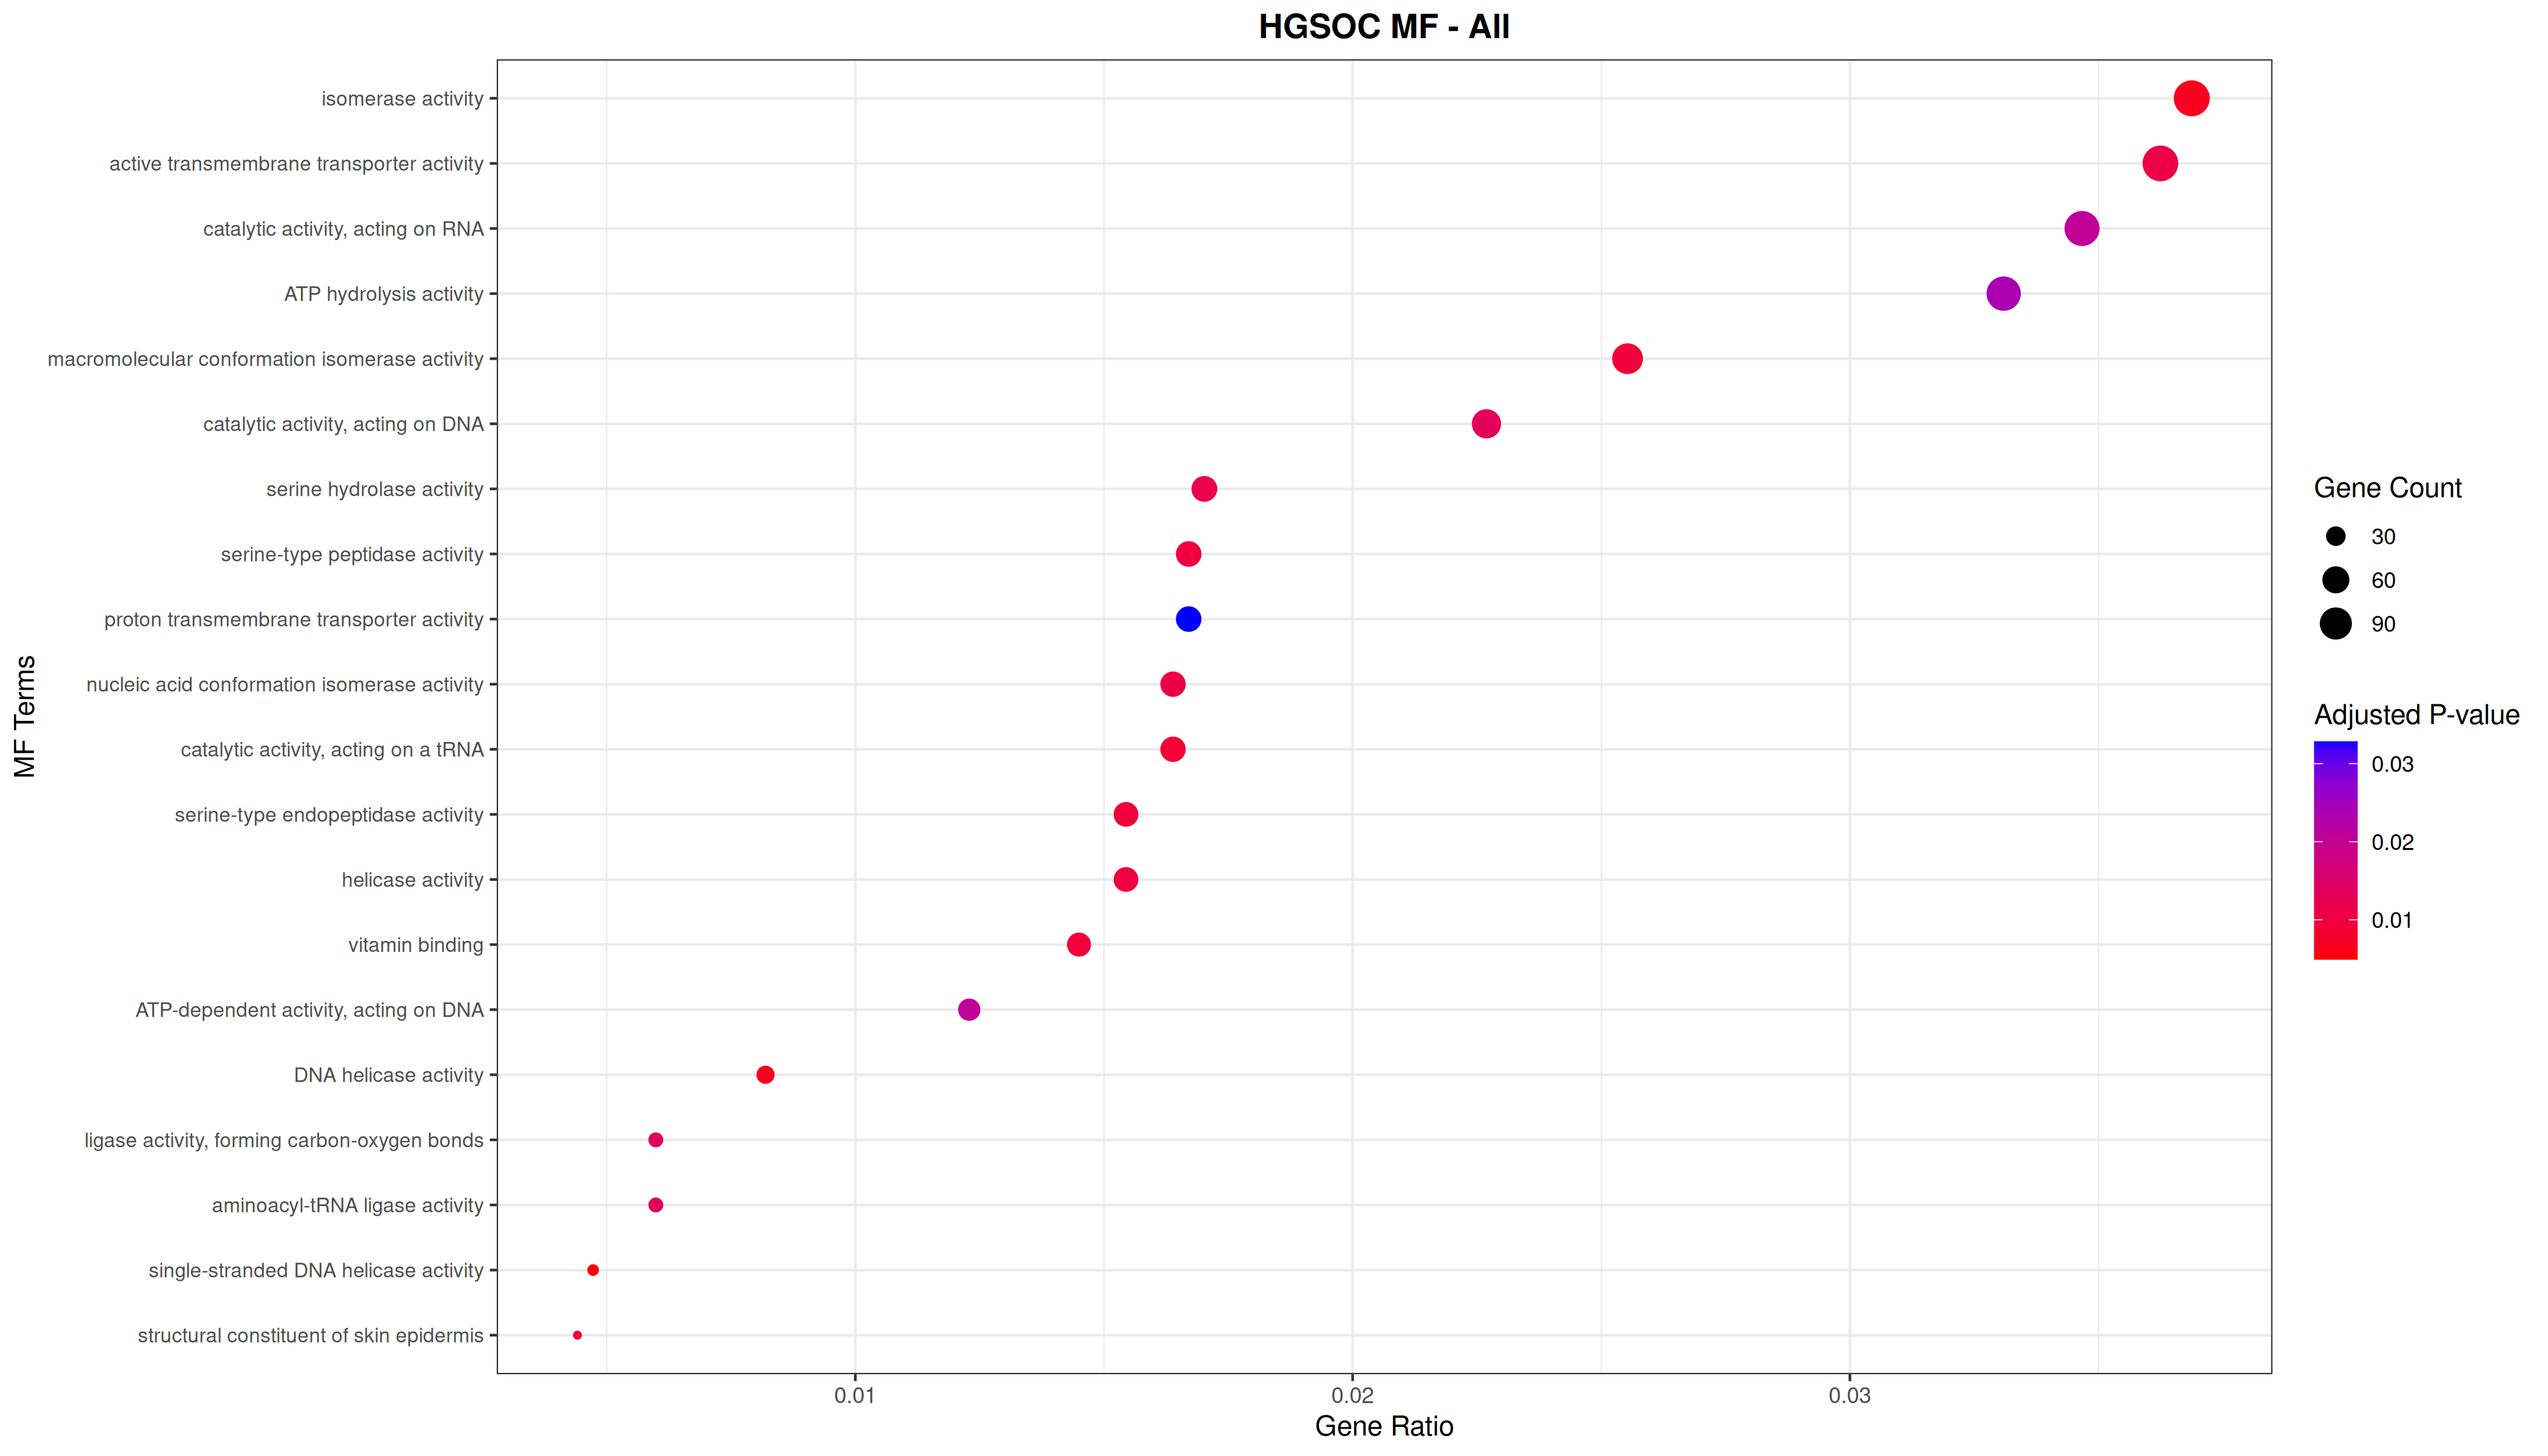 HGSOC MF - All
isomerase activity
active transmembrane transporter activity
catalytic activity, acting on RNA
ATP hydrolysis activity
macromolecular conformation isomerase activity
catalytic activity, acting on DNA
serine hydrolase activity
serine-type peptidase activity
proton transmembrane transporter activity
nucleic acid conformation isomerase activity
catalytic activity, acting on a tRNA
serine-type endopeptidase activity
helicase activity
vitamin binding
ATP-dependent activity, acting on DNA
DNA helicase activity
ligase activity, forming carbon-oxygen bonds
aminoacyl-tRNA ligase activity
single-stranded DNA helicase activity
structural constituent of skin epidermis
MF Terms
0.01 0.02 0.03
Gene Ratio
Gene Count
30
60
90
Adjusted P-value
0.03
0.02
0.01